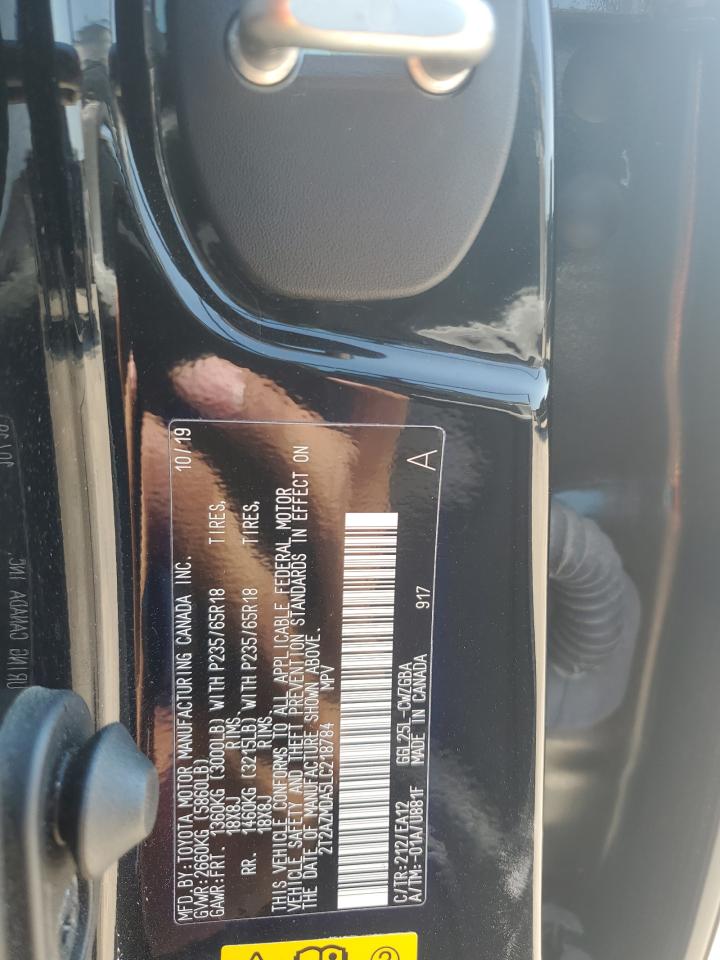 MFD.BY:TOYOTA MOTOR MANUFACTURING CANADA INC. 10/19
GVWR:2660KG(5860LB)
GAWR:FRT. 1360KG(3000LB)WITH P235/65R18 TIRES,
18X8J RIMS,
RR. 1460KG(3215LB)WITH P235/65R18 TIRES,
18X8J RIMS.
THIS VEHICLE CONFORMS TO ALL APPLICABLE FEDERAL MOTOR
VEHICLE SAFETY AND THEFT PREVENTION STANDARDS IN EFFECT ON
THE DATE OF MANUFACTURE SHOWN ABOVE.
2T2AZMDA5LC218784 MPV
C/TR:212/EA12 GGLZ25L-CWZGBA 917
A/TM:-01A/U881F MADE IN CANADA A